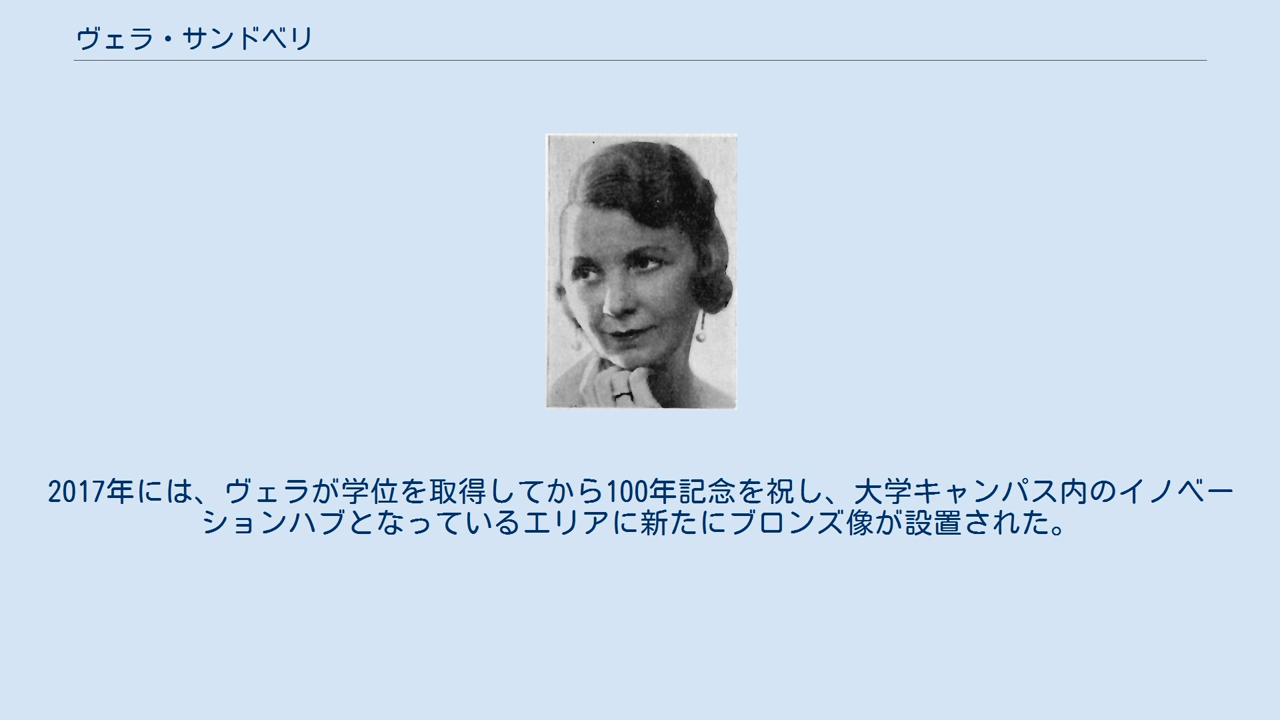 ヴェラ・サンドベリ
2017年には、ヴェラが学位を取得してから100年記念を祝し、大学キャンパス内のイノベー
ションハブとなっているエリアに新たにブロンズ像が設置された。